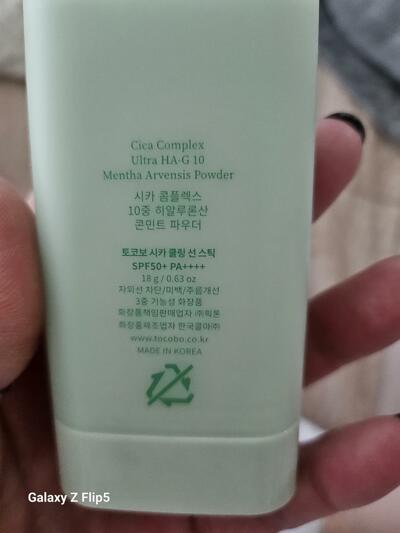 Cica Complex
Ultra HA-G 10
Mentha Arvensis Powder
시카 콤플렉스
10중 히알루론산
콘민트 파우더
토코보 시카 쿨링 선 스틱
SPF50+ PA++++
18 g / 0.63 oz
자외선 차단/미백/주름개선
3중 기능성 화장품
화장품책임판매업자 ㈜픽톤
화장품제조업자 한국콜마㈜
www.tocobo.co.kr
MADE IN KOREA
Galaxy Z Flip5